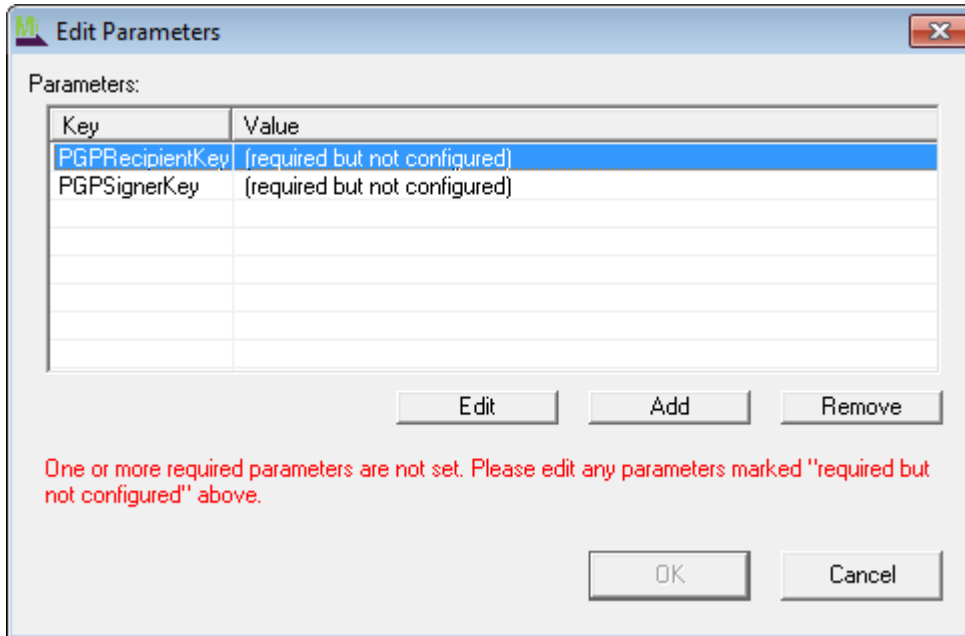 Edit Parameters
Parameters:
Key Value
PGPRecipientKey (required but not configured)
PGPSignerKey (required but not configured)
Edit Add Remove
One or more required parameters are not set. Please edit any parameters marked "required but
not configured" above.
OK Cancel